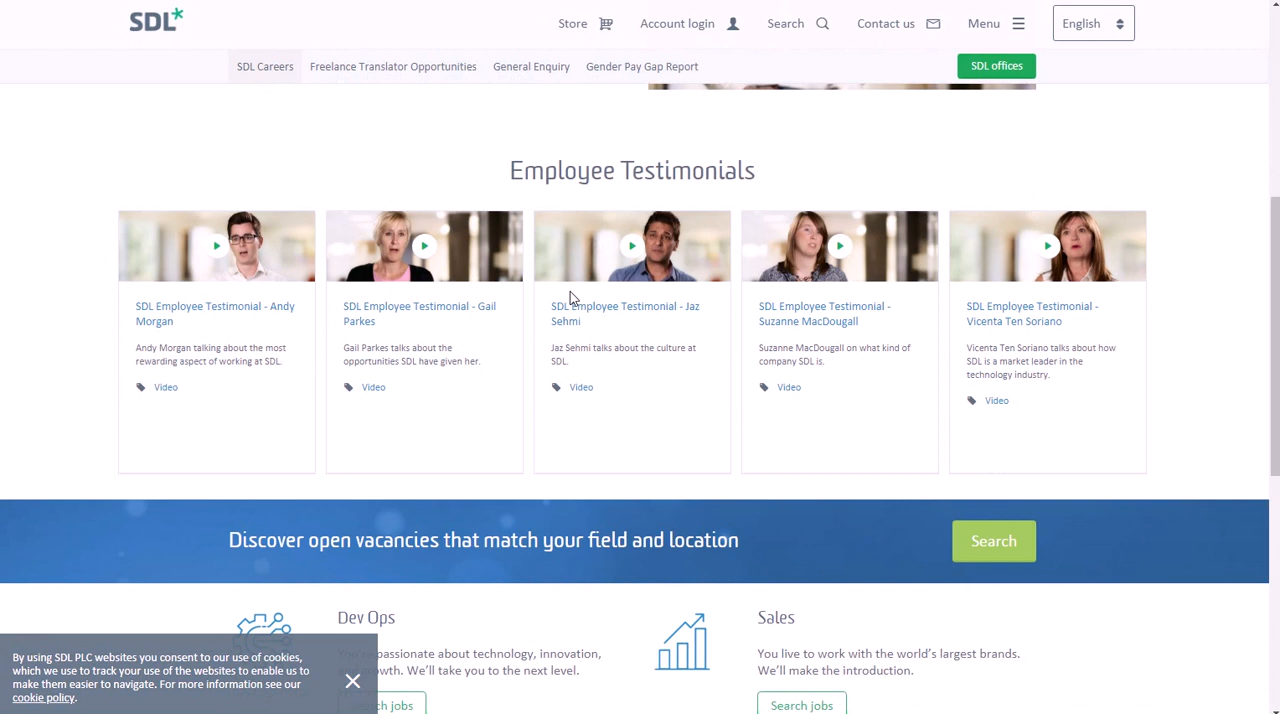 SDL*
Store
Account login
Search
Contact us
Menu
English
SDL Careers
Freelance Translator Opportunities
General Enquiry
Gender Pay Gap Report
SDL offices
Employee Testimonials
SDL Employee Testimonial - Andy
Morgan
Andy Morgan talking about the most
rewarding aspect of working at SDL.
Video
SDL Employee Testimonial - Gail
Parkes
Gail Parkes talks about the
opportunities SDL have given her.
Video
SDL Employee Testimonial - Jaz
Sehmi
Jaz Sehmi talks about the culture at
SDL.
Video
SDL Employee Testimonial -
Suzanne MacDougall
Suzanne MacDougall on what kind of
company SDL is.
Video
SDL Employee Testimonial -
Vicenta Ten Soriano
Vicenta Ten Soriano talks about how
SDL is a market leader in the
technology industry.
Video
Discover open vacancies that match your field and location
Search
Dev Ops
passionate about technology, innovation,
We'll take you to the next level.
jobs
Sales
You live to work with the world's largest brands.
We'll make the introduction.
Search jobs
By using SDL PLC websites you consent to our use of cookies,
which we use to track your use of the websites to enable us to
make them easier to navigate. For more information see our
cookie policy.